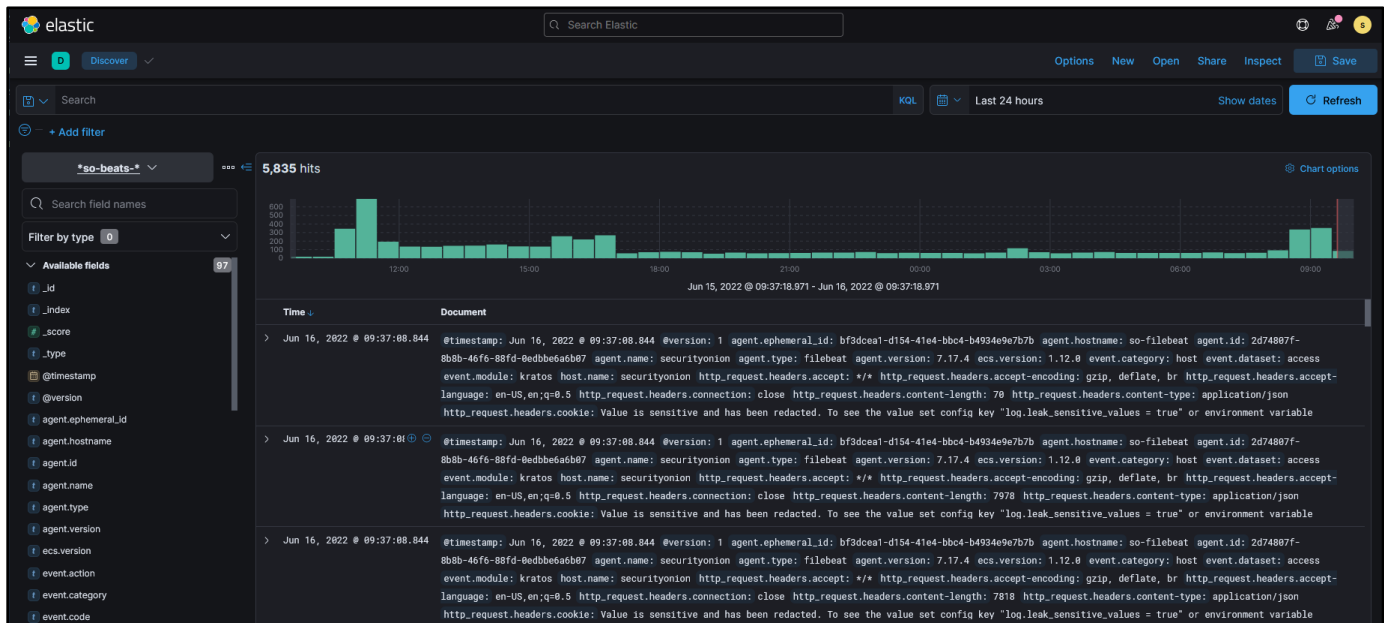 elastic
Search Elastic
s
D Discover
Options New Open Share Inspect Save
Search KQL Last 24 hours Show dates Refresh
+ Add filter
*so-beats-*
5,835 hits
Chart options
Search field names
Filter by type 0
Available fields 97
t _id
t _index
# _score
t _type
@timestamp
t @version
t agent.ephemeral_id
t agent.hostname
t agent.id
t agent.name
t agent.type
t agent.version
t ecs.version
t event.action
t event.category
t event.code
600
500
400
300
200
100
0
12:00 15:00 18:00 21:00 00:00 03:00 06:00 09:00
Jun 15, 2022 @ 09:37:18.971 - Jun 16, 2022 @ 09:37:18.971
Time Document
Jun 16, 2022 @ 09:37:08.844 @timestamp: Jun 16, 2022 @ 09:37:08.844 @version: 1 agent.ephemeral_id: bf3dcea1-d154-41e4-bbc4-b4934e9e7b7b agent.hostname: so-filebeat agent.id: 2d74807f-
8b8b-46f6-88fd-0edbbe6a6b07 agent.name: securityonion agent.type: filebeat agent.version: 7.17.4 ecs.version: 1.12.0 event.category: host event.dataset: access
event.module: kratos host.name: securityonion http_request.headers.accept: */* http_request.headers.accept-encoding: gzip, deflate, br http_request.headers.accept-
language: en-US,en;q=0.5 http_request.headers.connection: close http_request.headers.content-length: 70 http_request.headers.content-type: application/json
http_request.headers.cookie: Value is sensitive and has been redacted. To see the value set config key "log.leak_sensitive_values = true" or environment variable
Jun 16, 2022 @ 09:37:08 @timestamp: Jun 16, 2022 @ 09:37:08.844 @version: 1 agent.ephemeral_id: bf3dcea1-d154-41e4-bbc4-b4934e9e7b7b agent.hostname: so-filebeat agent.id: 2d74807f-
8b8b-46f6-88fd-0edbbe6a6b07 agent.name: securityonion agent.type: filebeat agent.version: 7.17.4 ecs.version: 1.12.0 event.category: host event.dataset: access
event.module: kratos host.name: securityonion http_request.headers.accept: */* http_request.headers.accept-encoding: gzip, deflate, br http_request.headers.accept-
language: en-US,en;q=0.5 http_request.headers.connection: close http_request.headers.content-length: 7978 http_request.headers.content-type: application/json
http_request.headers.cookie: Value is sensitive and has been redacted. To see the value set config key "log.leak_sensitive_values = true" or environment variable
Jun 16, 2022 @ 09:37:08.844 @timestamp: Jun 16, 2022 @ 09:37:08.844 @version: 1 agent.ephemeral_id: bf3dcea1-d154-41e4-bbc4-b4934e9e7b7b agent.hostname: so-filebeat agent.id: 2d74807f-
8b8b-46f6-88fd-0edbbe6a6b07 agent.name: securityonion agent.type: filebeat agent.version: 7.17.4 ecs.version: 1.12.0 event.category: host event.dataset: access
event.module: kratos host.name: securityonion http_request.headers.accept: */* http_request.headers.accept-encoding: gzip, deflate, br http_request.headers.accept-
language: en-US,en;q=0.5 http_request.headers.connection: close http_request.headers.content-length: 7818 http_request.headers.content-type: application/json
http_request.headers.cookie: Value is sensitive and has been redacted. To see the value set config key "log.leak_sensitive_values = true" or environment variable